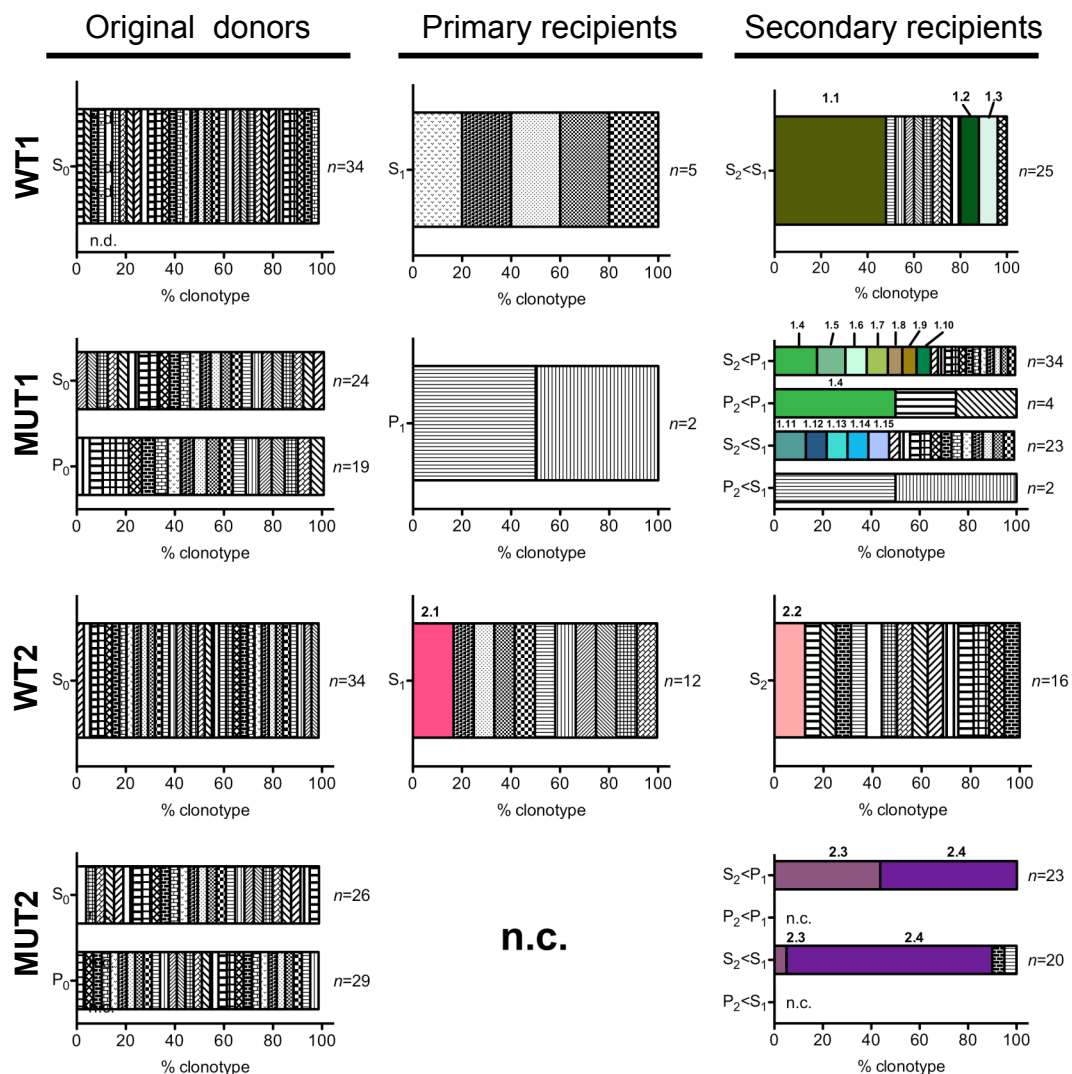 Original donors
Primary recipients
Secondary recipients
WT1
S0
n=34
n.d.
0 20 40 60 80 100
% clonotype
S1
n=5
0 20 40 60 80 100
% clonotype
1.1 1.2 1.3
S2<S1
n=25
0 20 40 60 80 100
% clonotype
MUT1
S0
n=24
P0
n=19
0 20 40 60 80 100
% clonotype
P1
n=2
0 20 40 60 80 100
% clonotype
1.4 1.5 1.6 1.7 1.8 1.9 1.10
S2<P1
n=34
1.4
P2<P1
n=4
1.11 1.12 1.13 1.14 1.15
S2<S1
n=23
P2<S1
n=2
0 20 40 60 80 100
% clonotype
WT2
S0
n=34
0 20 40 60 80 100
% clonotype
2.1
S1
n=12
0 20 40 60 80 100
% clonotype
2.2
S2
n=16
0 20 40 60 80 100
% clonotype
MUT2
S0
n=26
P0
n=29
0 20 40 60 80 100
% clonotype
n.c.
2.3 2.4
S2<P1
n=23
P2<P1
n.c.
2.3 2.4
S2<S1
n=20
P2<S1
n.c.
0 20 40 60 80 100
% clonotype